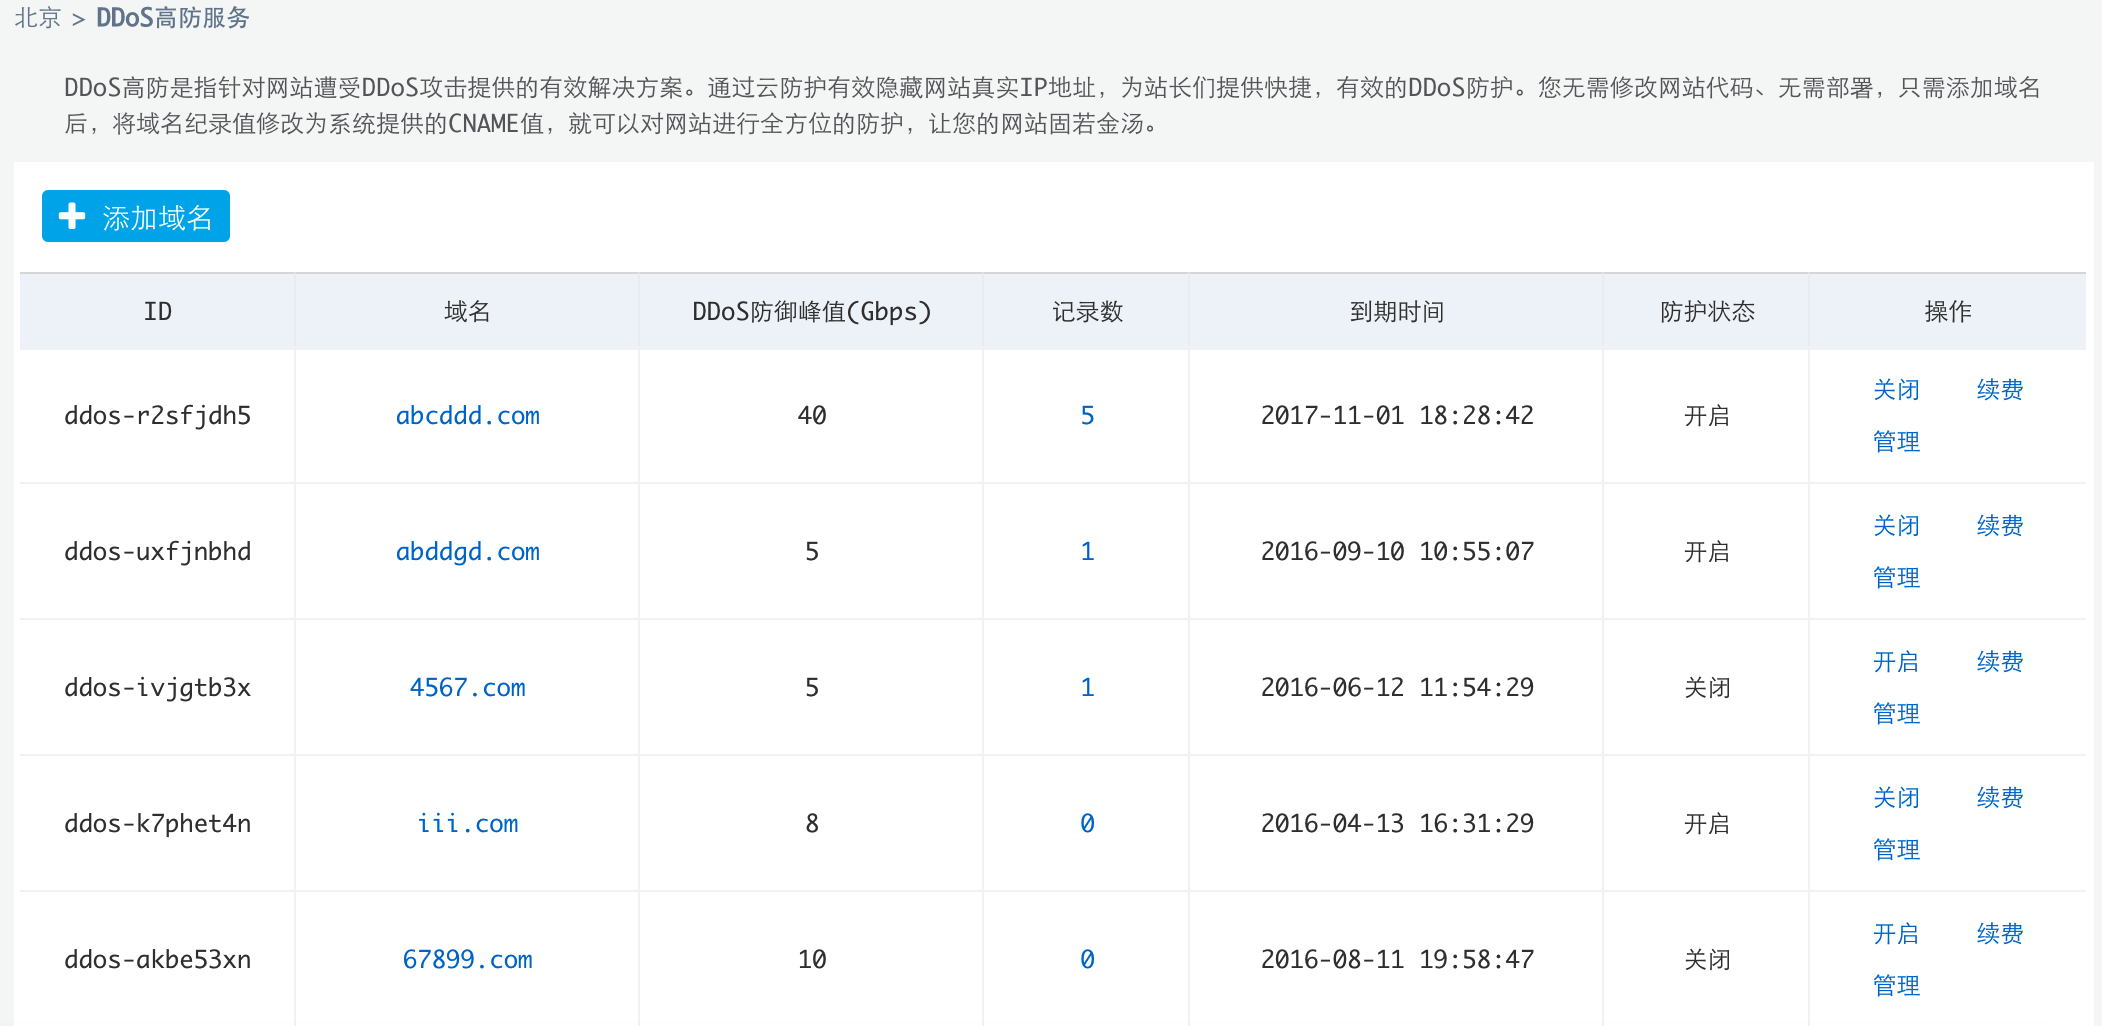 北京 > DDoS高防服务
DDoS高防是指针对网站遭受DDoS攻击提供的有效解决方案。通过云防护有效隐藏网站真实IP地址，为站长们提供快捷，有效的DDoS防护。您无需修改网站代码、无需部署，只需添加域名
后，将域名纪录值修改为系统提供的CNAME值，就可以对网站进行全方位的防护，让您的网站固若金汤。
添加域名
ID 域名 DDoS防御峰值(Gbps) 记录数 到期时间 防护状态 操作
ddos-r2sfjdh5 abcddd.com 40 5 2017-11-01 18:28:42 开启 关闭 续费
管理
ddos-uxfjnbhd abddgd.com 5 1 2016-09-10 10:55:07 开启 关闭 续费
管理
ddos-ivjgtb3x 4567.com 5 1 2016-06-12 11:54:29 关闭 开启 续费
管理
ddos-k7phet4n iii.com 8 0 2016-04-13 16:31:29 开启 关闭 续费
管理
ddos-akbe53xn 67899.com 10 0 2016-08-11 19:58:47 关闭 开启 续费
管理